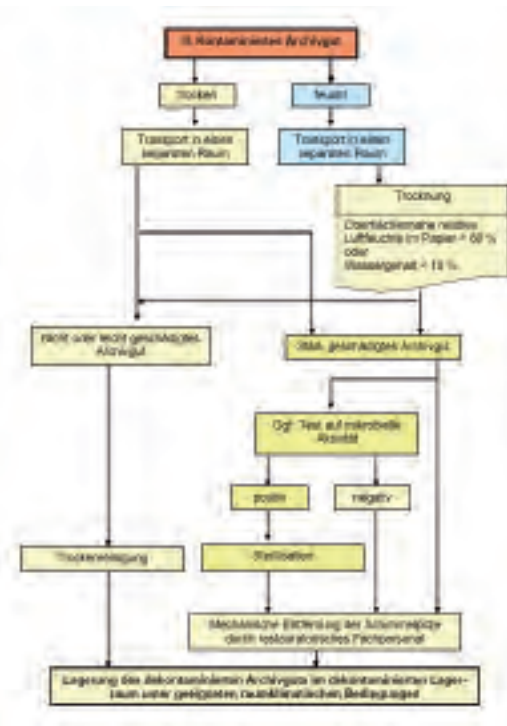 Kontaminiertes Archivgut
trocken
feucht
Transport in einen
separaten Raum
Transport in einen
separaten Raum
Trocknung
Oberflächennahe relative
Luftfeuchte im Papier < 60 %
oder
Wassergehalt < 10 %
Nicht oder leicht geschädigtes
Archivgut
Stark geschädigtes Archivgut
Ggf. Test auf mikrobielle
Aktivität
positiv
negativ
Trockenreinigung
Sterilisation
Mechanische Entfernung der Schimmelpilze
durch restauratorisches Fachpersonal
Lagerung des dekontaminierten Archivguts im dekontaminierten Lager-
raum unter geeigneten raumklimatischen Bedingungen